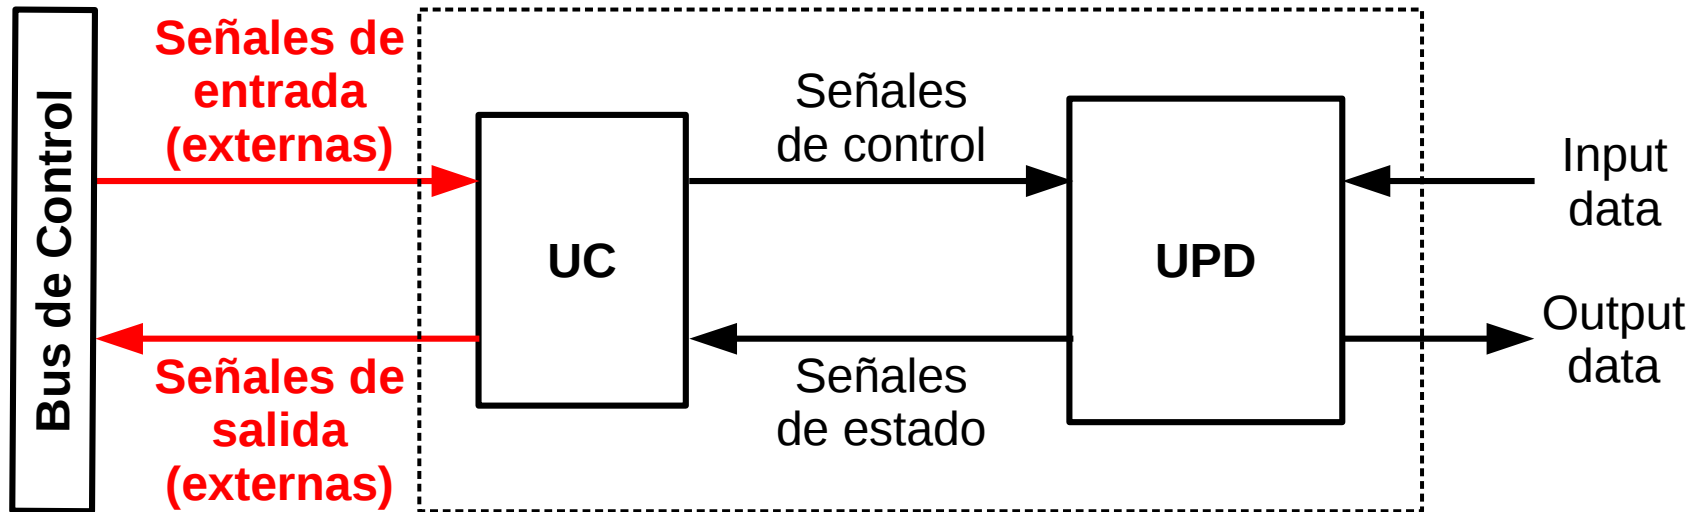 Bus de Control
Señales de
entrada
(externas)
Señales de
salida
(externas)
UC
Señales
de control
Señales
de estado
UPD
Input
data
Output
data